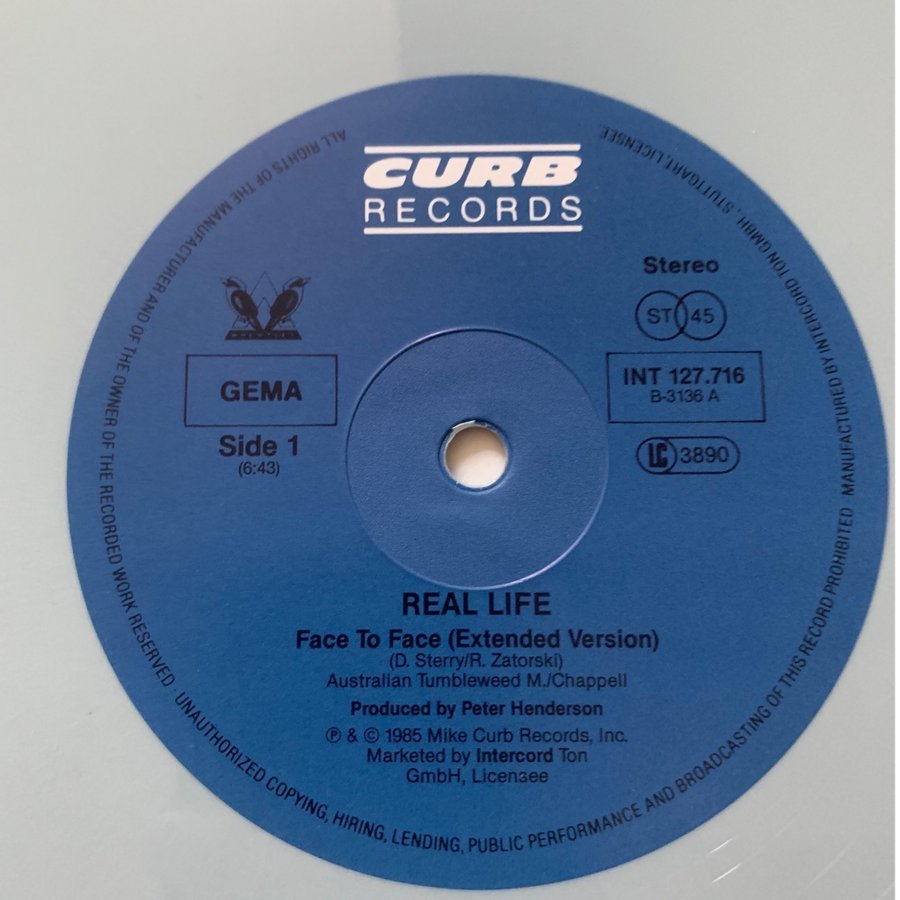 CURB
RECORDS
Stereo
ST 45
GEMA
INT 127.716
B-3136 A
Side 1
(6:43)
LC 3890
REAL LIFE
Face To Face (Extended Version)
(D. Sterry/R. Zatorski)
Australian Tumbleweed M./Chappell
Produced by Peter Henderson
℗ & © 1985 Mike Curb Records, Inc.
Marketed by Intercord Ton
GmbH, Licensee
ALL RIGHTS OF THE MANUFACTURER AND OF THE OWNER OF THE RECORDED WORK RESERVED · UNAUTHORIZED COPYING, HIRING, LENDING, PUBLIC PERFORMANCE AND BROADCASTING OF THIS RECORD PROHIBITED MANUFACTURED BY INTERCORD TON GMBH, STUTTGART, LICENSEE